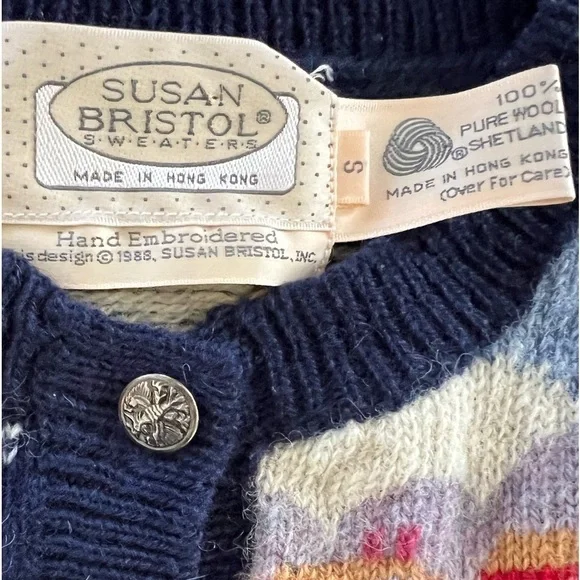 SUSAN
BRISTOL®
S·W·E·A·T·E·R·S
MADE IN HONG KONG
Hand Embroidered
design © 1988, SUSAN BRISTOL, INC.
S
100%
PURE WOOL
® SHETLAND
MADE IN HONG KONG
(Over For Care)